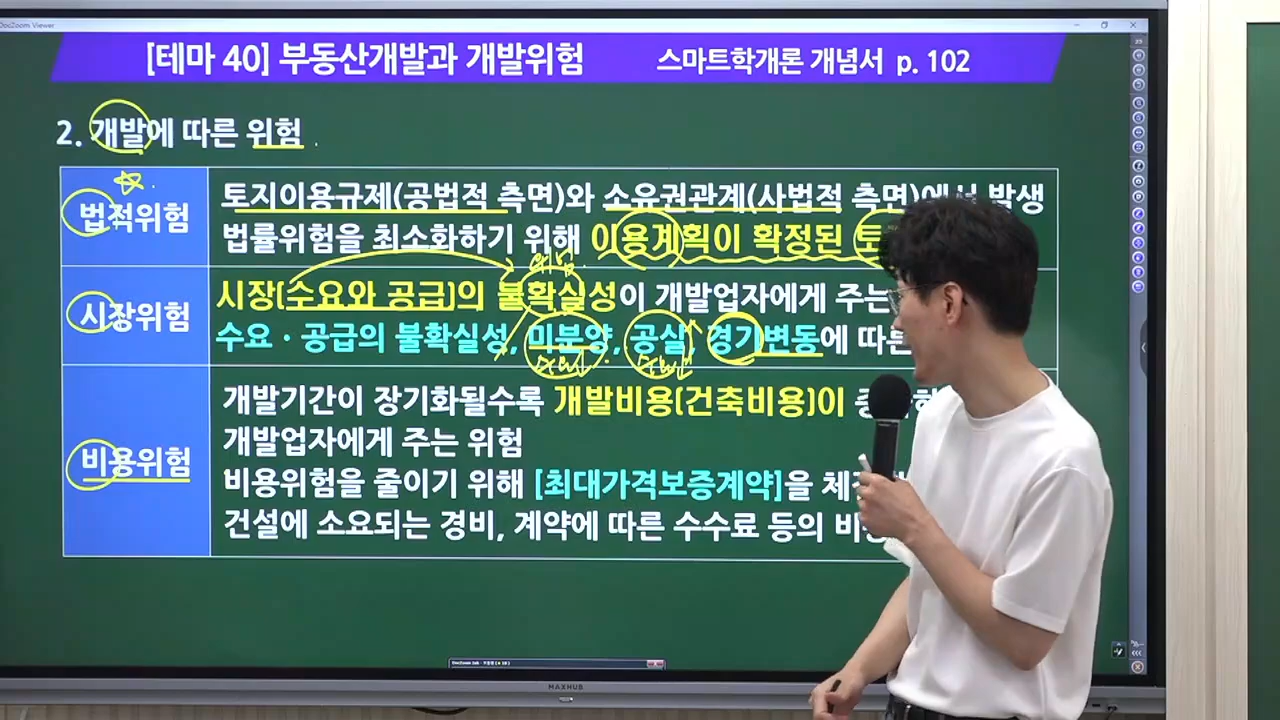 DocZoom Viewer
[테마 40] 부동산개발과 개발위험 스마트학개론 개념서 p. 102
2. 개발에 따른 위험
법적위험
토지이용규제(공법적 측면)와 소유권관계(사법적 측면)에서 발생
법률위험을 최소화하기 위해 이용계획이 확정된 토
시장위험
시장(수요와 공급)의 불확실성이 개발업자에게 주는
위험
수요 · 공급의 불확실성, 미분양, 공실, 경기변동에 따른
비용위험
개발기간이 장기화될수록 개발비용(건축비용)이
개발업자에게 주는 위험
비용위험을 줄이기 위해 [최대가격보증계약]을 체결
건설에 소요되는 경비, 계약에 따른 수수료 등의 비용
MAXHUB